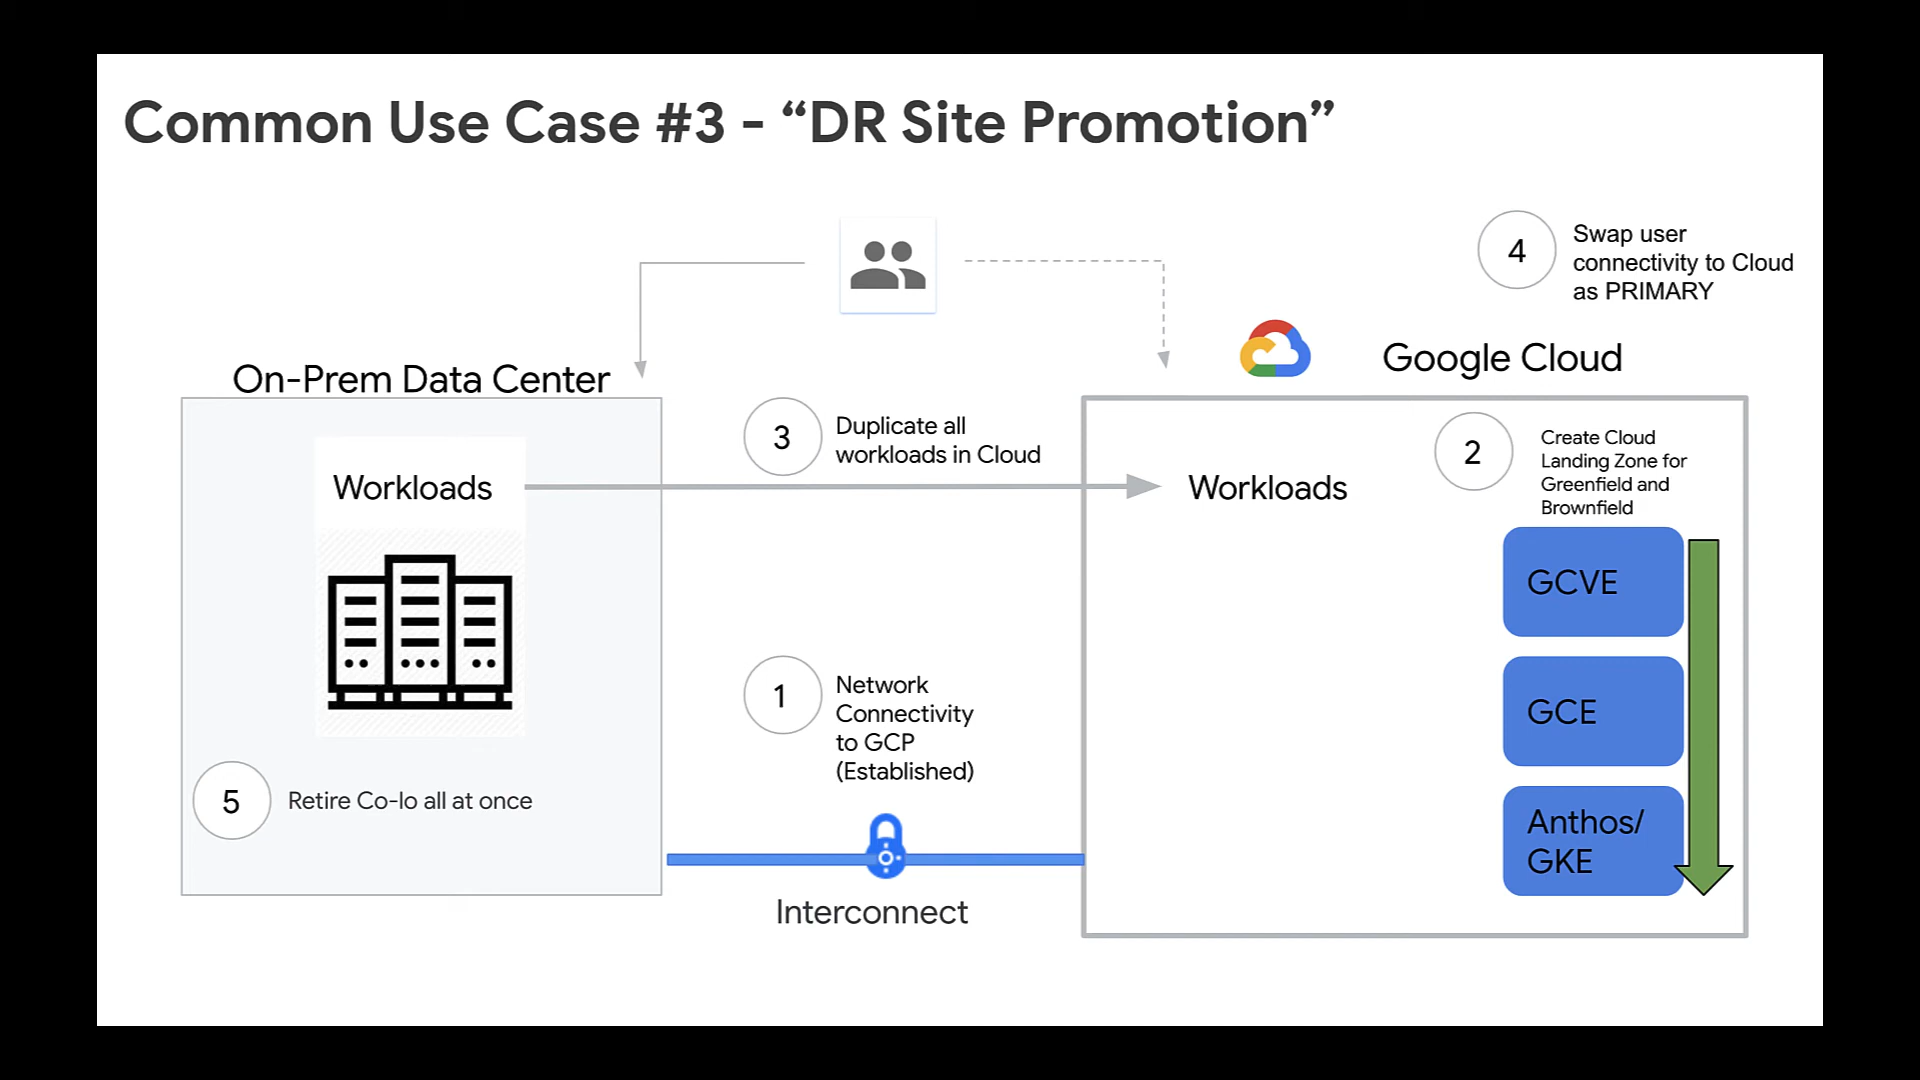 Common Use Case #3 - “DR Site Promotion”
4
Swap user
connectivity to Cloud
as PRIMARY
On-Prem Data Center
Google Cloud
3
Duplicate all
workloads in Cloud
2
Create Cloud
Landing Zone for
Greenfield and
Brownfield
Workloads
Workloads
GCVE
1
Network
Connectivity
to GCP
(Established)
GCE
5
Retire Co-lo all at once
Anthos/
GKE
Interconnect